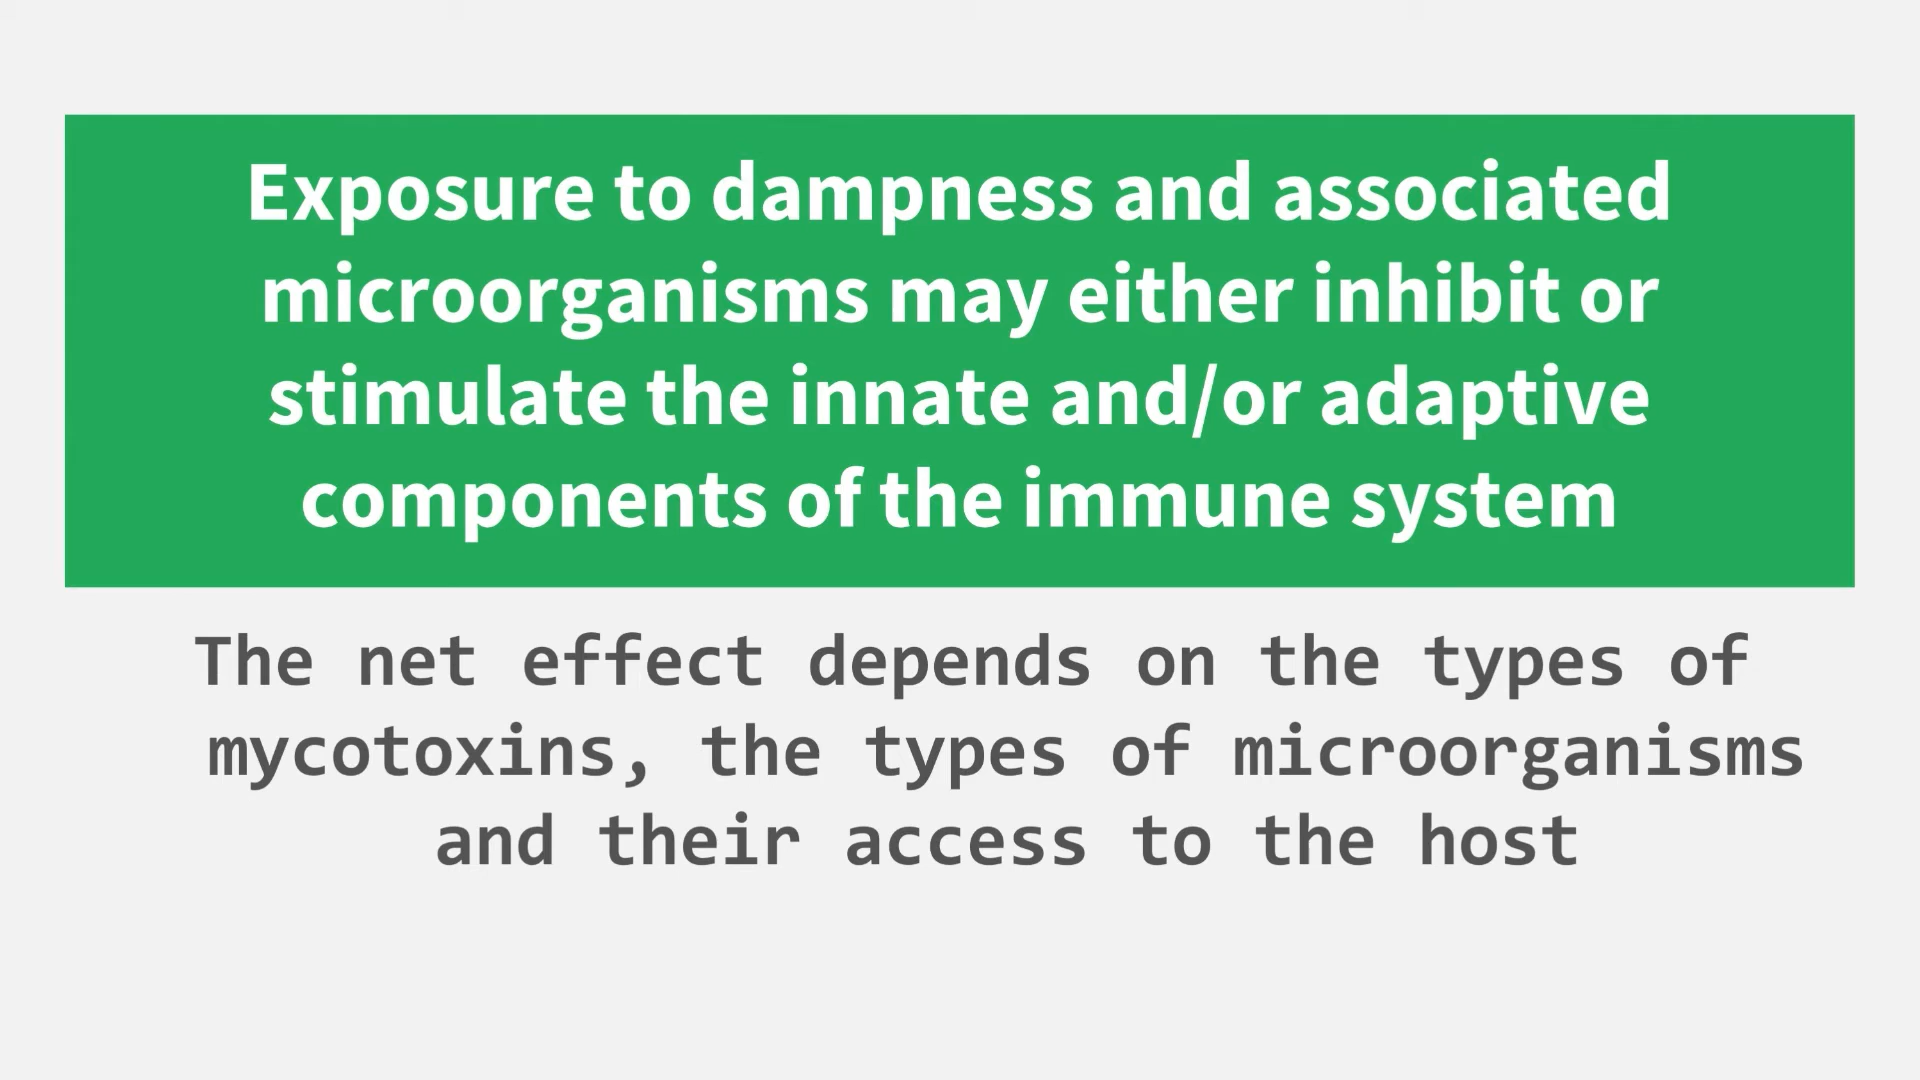 Exposure to dampness and associated
microorganisms may either inhibit or
stimulate the innate and/or adaptive
components of the immune system
The net effect depends on the types of
mycotoxins, the types of microorganisms
and their access to the host